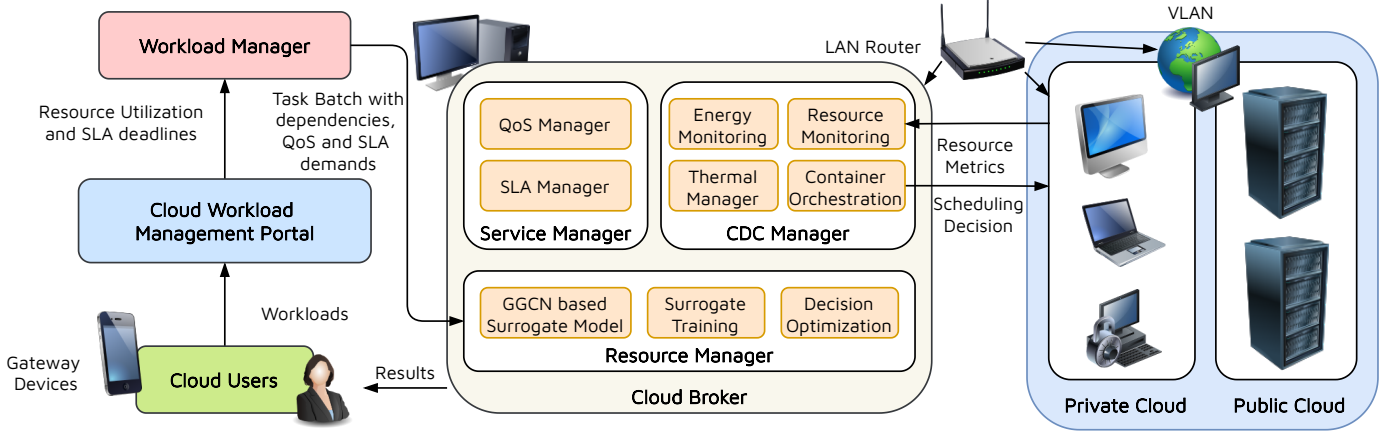 Workload Manager
Resource Utilization
and SLA deadlines
Task Batch with
dependencies,
QoS and SLA
demands
Cloud Workload
Management Portal
Workloads
Gateway
Devices
Cloud Users
Results
QoS Manager
SLA Manager
Service Manager
Energy
Monitoring
Resource
Monitoring
Thermal
Manager
Container
Orchestration
CDC Manager
GGCN based
Surrogate Model
Surrogate
Training
Decision
Optimization
Resource Manager
Cloud Broker
LAN Router
VLAN
Resource
Metrics
Scheduling
Decision
Private Cloud
Public Cloud